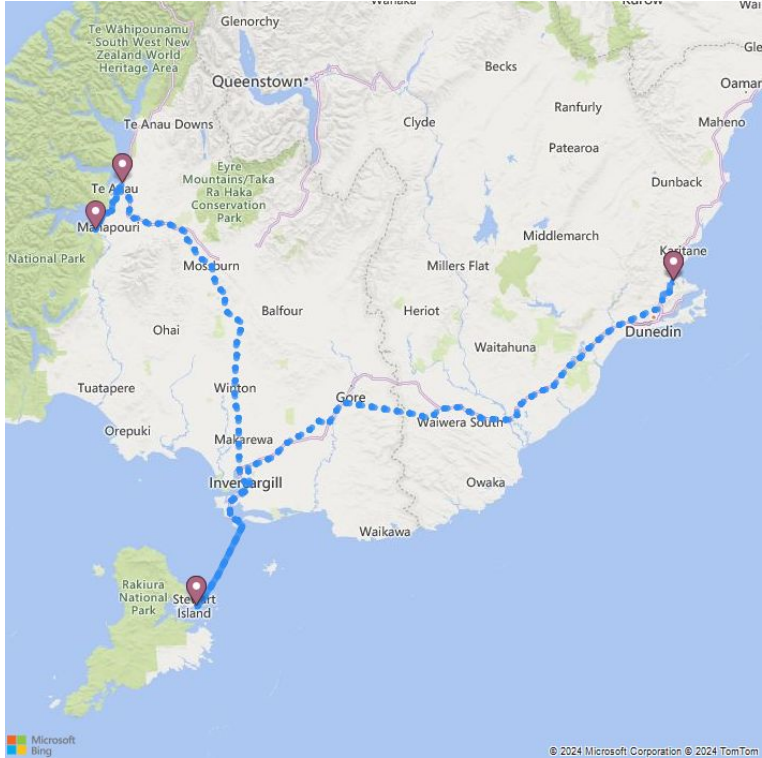 Wanaka
Kurow
Glenorchy
Te Wāhipounamu
- South West New
Zealand World
Heritage Area
Becks
Queenstown
Oamar
Ranfurly
Te Anau Downs
Clyde
Maheno
Patearoa
Eyre
Mountains/Taka
Ra Haka
Conservation
Park
Te Anau
Dunback
Manapouri
Middlemarch
Karitane
National Park
Mossburn
Millers Flat
Balfour
Heriot
Ohai
Dunedin
Waitahuna
Tuatapere
Winton
Gore
Waiwera South
Orepuki
Makarewa
Invercargill
Owaka
Waikawa
Rakiura
National
Park
Stewart
Island
Microsoft
Bing
© 2024 Microsoft Corporation © 2024 TomTom